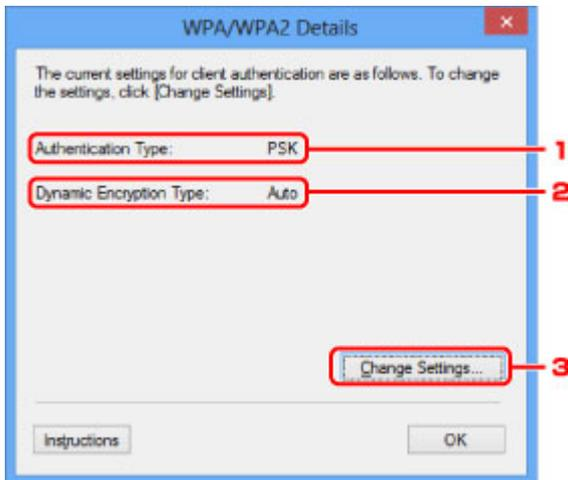 WPA/WPA2 Details
The current settings for client authentication are as follows. To change
the settings, click [Change Settings].
Authentication Type: PSK 1
Dynamic Encryption Type: Auto 2
Change Settings... 3
Instructions OK